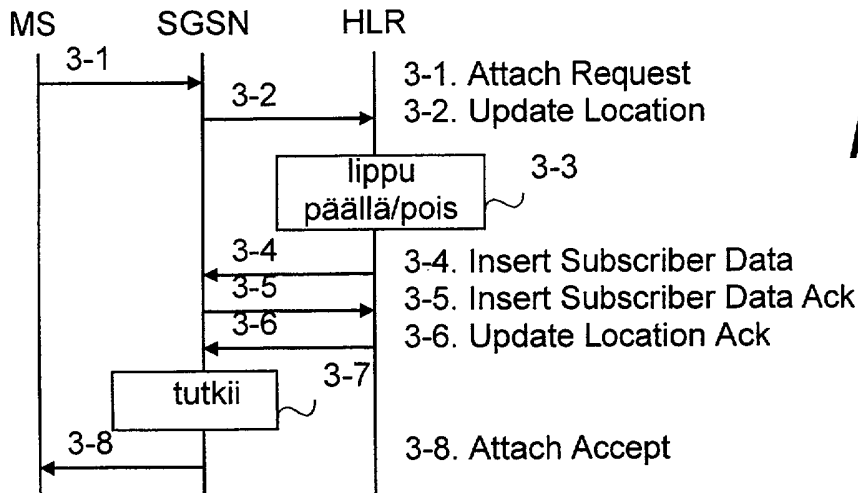 MS SGSN HLR
3-1
3-1. Attach Request
3-2
3-2. Update Location
lippu
päällä/pois
3-3
3-4
3-4. Insert Subscriber Data
3-5
3-5. Insert Subscriber Data Ack
3-6
3-6. Update Location Ack
tutkii
3-7
3-8
3-8. Attach Accept